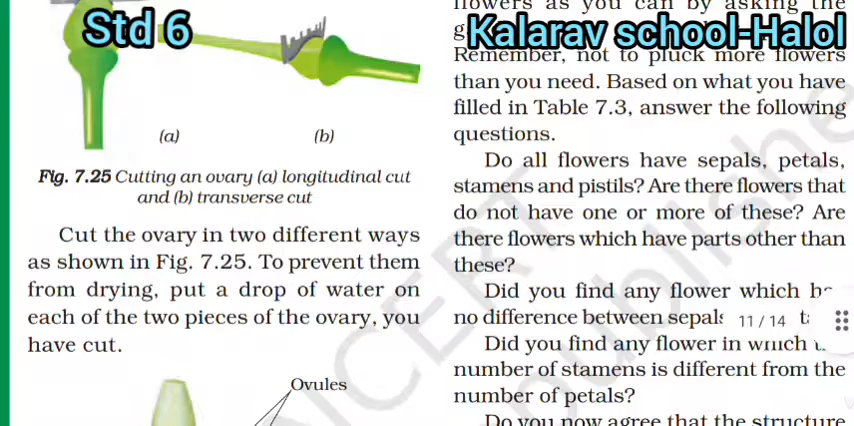 Std 6
(a)
(b)
Fig. 7.25 Cutting an ovary (a) longitudinal cut
and (b) transverse cut
Cut the ovary in two different ways
as shown in Fig. 7.25. To prevent them
from drying, put a drop of water on
each of the two pieces of the ovary, you
have cut.
Ovules
flowers as you can by asking the
Kalarav school-Halol
Remember, not to pluck more flowers
than you need. Based on what you have
filled in Table 7.3, answer the following
questions.
Do all flowers have sepals, petals,
stamens and pistils? Are there flowers that
do not have one or more of these? Are
there flowers which have parts other than
these?
Did you find any flower which
no difference between sepals
11 / 14
Did you find any flower in which
number of stamens is different from the
number of petals?
Do you now agree that the structure
NCERT
publishe